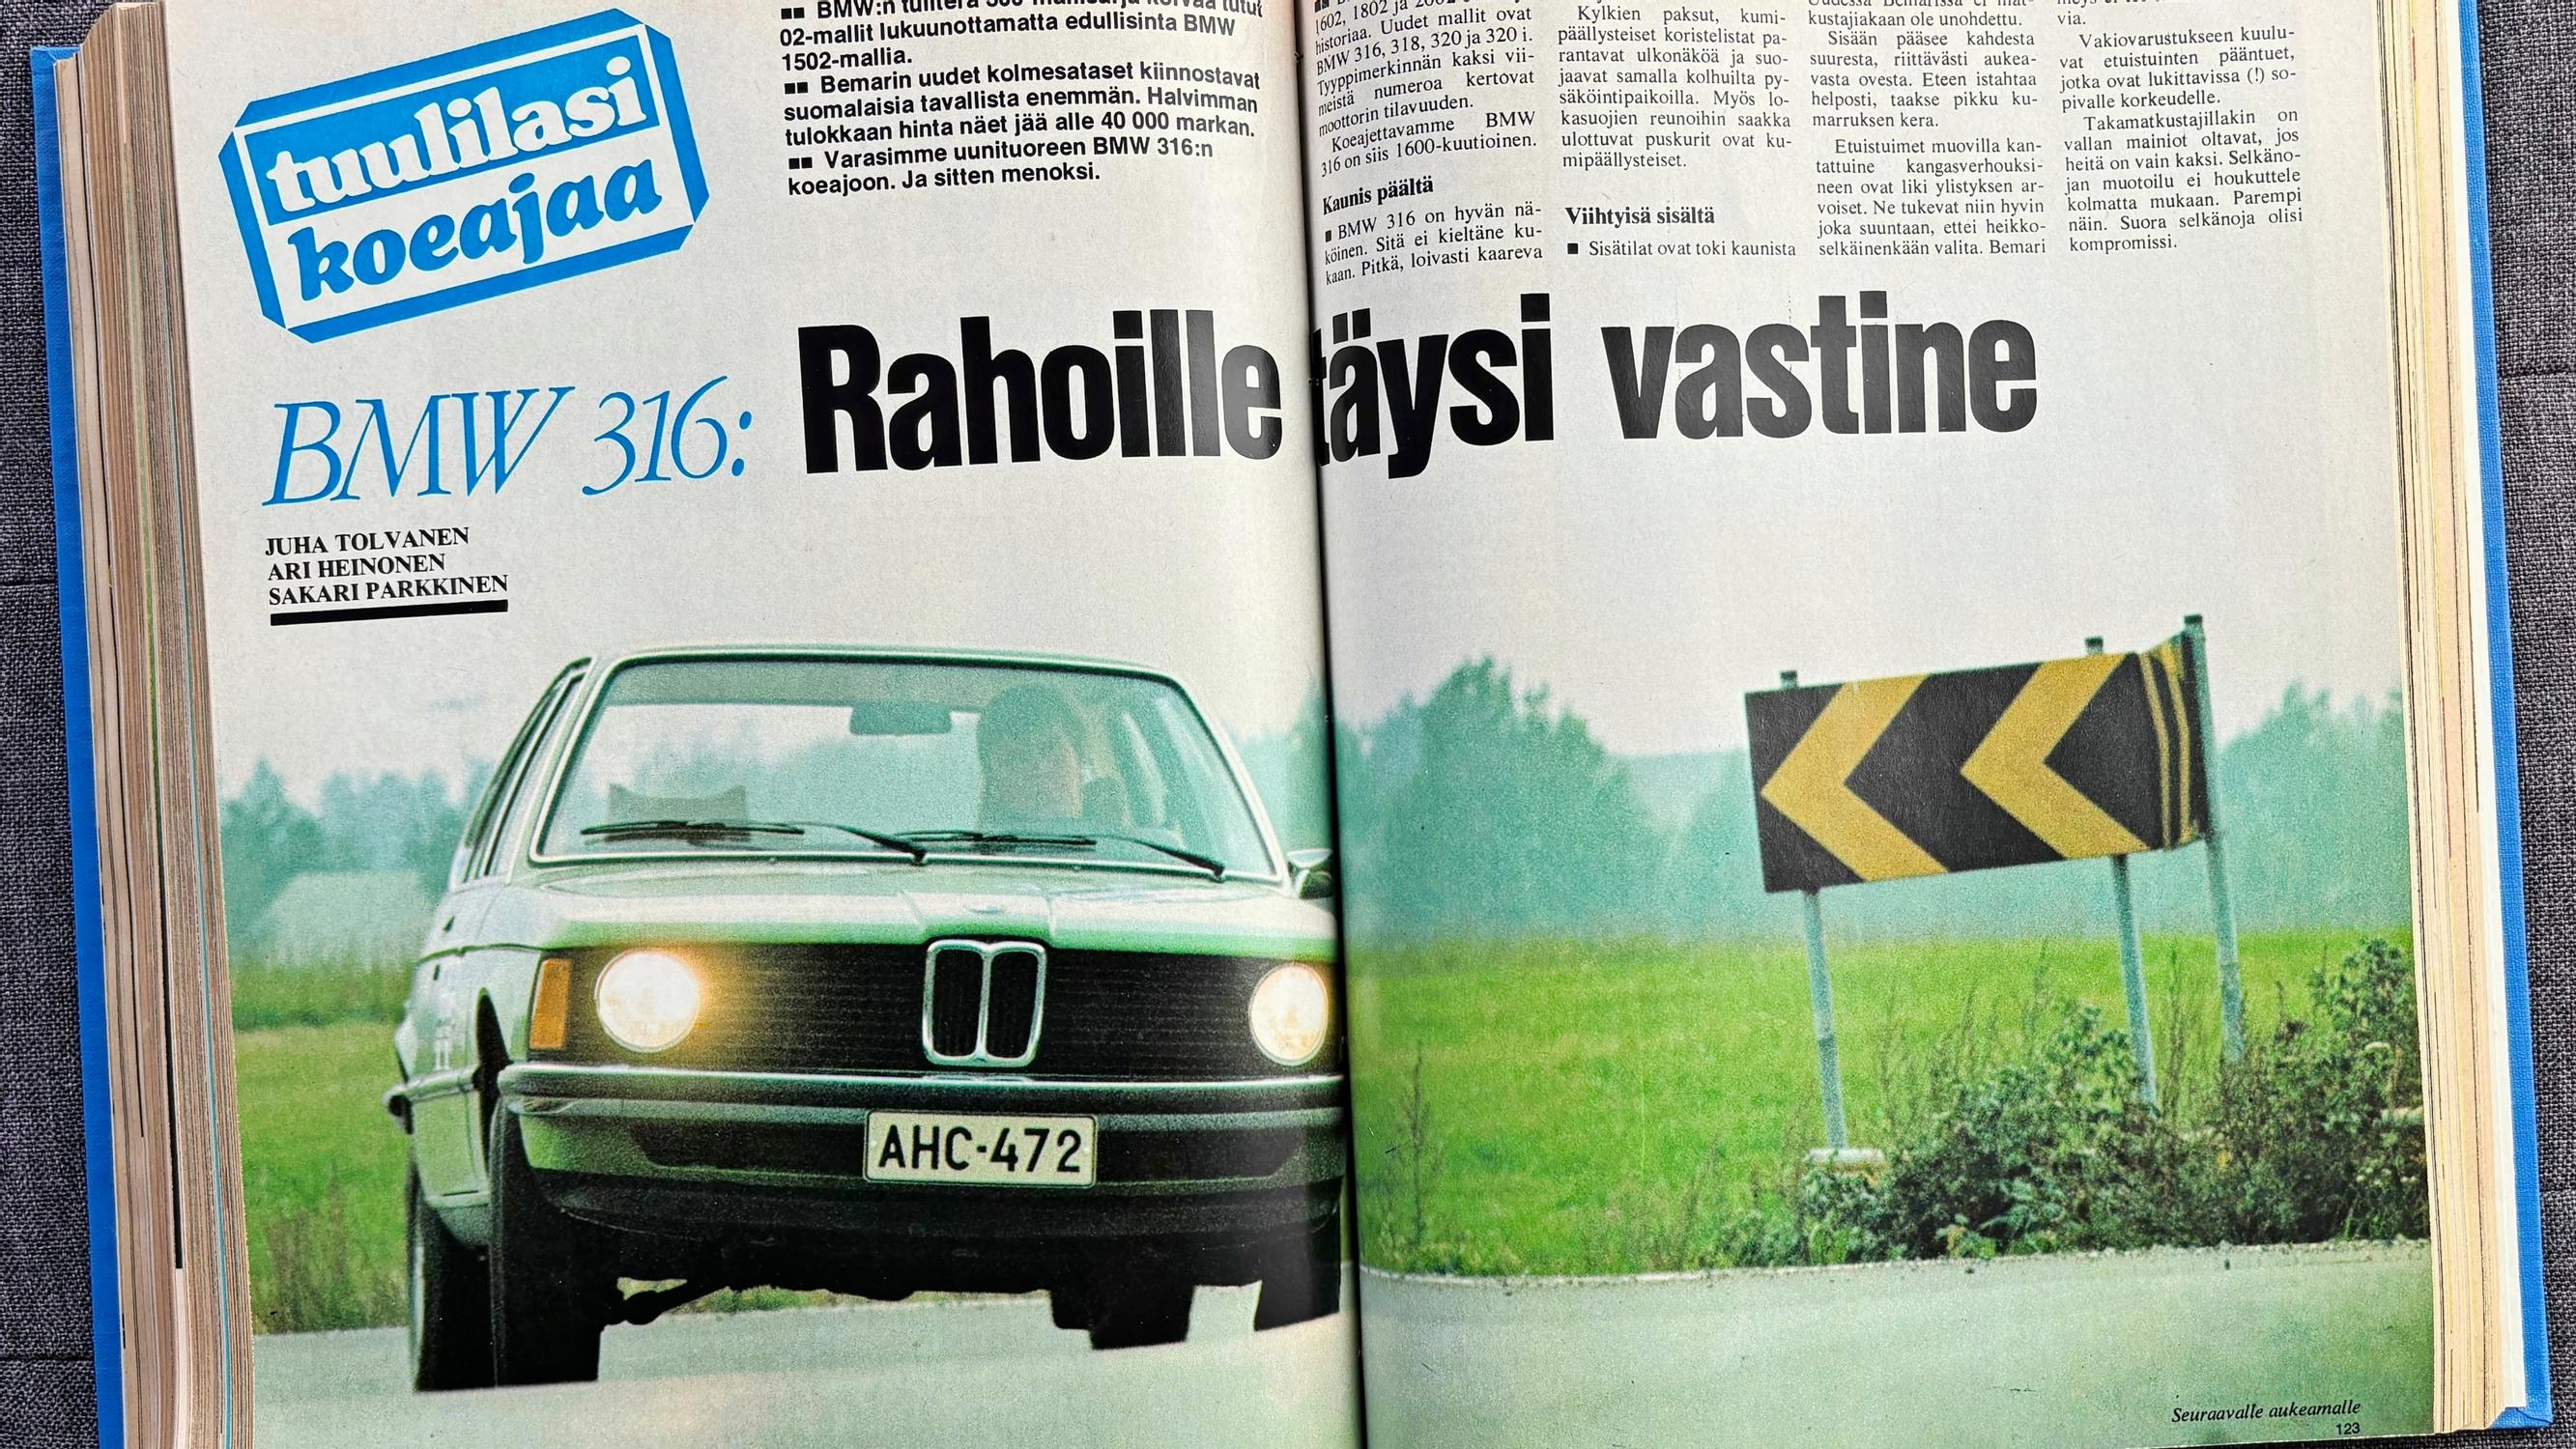 tuulilasi
koeajaa
■■ BMW:n
02-mallit lukuunottamatta edullisinta BMW
1502-mallia.
■■ Bemarin uudet kolmesataset kiinnostavat
suomalaisia tavallista enemmän. Halvimman
tulokkaan hinta näet jää alle 40 000 markan.
■■ Varasimme uunituoreen BMW 316:n
koeajoon. Ja sitten menoksi.
1602, 1802 ja
historiaa. Uudet mallit ovat
BMW 316, 318, 320 ja 320 i.
Tyyppimerkinnän kaksi vii-
meistä numeroa kertovat
moottorin tilavuuden.
Koeajettavamme BMW
316 on siis 1600-kuutioinen.
Kaunis päältä
■ BMW 316 on hyvän nä-
köinen. Sitä ei kieltäne ku-
kaan. Pitkä, loivasti kaareva
Kylkien paksut, kumi-
päällysteiset koristelistat pa-
rantavat ulkonäköä ja suo-
jaavat samalla kolhuilta py-
säköintipaikoilla. Myös lo-
kasuojien reunoihin saakka
ulottuvat puskurit ovat ku-
mipäällysteiset.
Viihtyisä sisältä
■ Sisätilat ovat toki kaunista
kustajiakaan ole unohdettu.
Sisään pääsee kahdesta
suuresta, riittävästi aukea-
vasta ovesta. Eteen istahtaa
helposti, taakse pikku ku-
marruksen kera.
Etuistuimet muovilla kan-
tattuine kangasverhouksi-
neen ovat liki ylistyksen ar-
voiset. Ne tukevat niin hyvin
joka suuntaan, ettei heikko-
selkäinenkään valita. Bemari
via.
Vakiovarustukseen kuulu-
vat etuistuinten pääntuet,
jotka ovat lukittavissa (!) so-
pivalle korkeudelle.
Takamatkustajillakin on
vallan mainiot oltavat, jos
heitä on vain kaksi. Selkäno-
jan muotoilu ei houkuttele
kolmatta mukaan. Parempi
näin. Suora selkänoja olisi
kompromissi.
BMW 316: Rahoille täysi vastine
JUHA TOLVANEN
ARI HEINONEN
SAKARI PARKKINEN
AHC-472
Seuraavalle aukeamalle
123